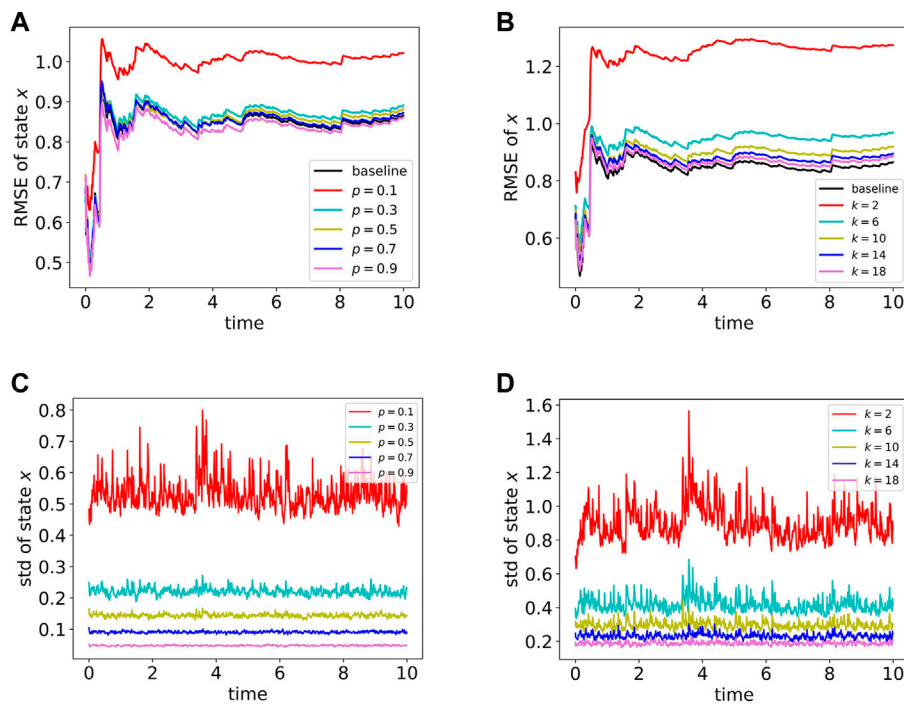 A
RMSE of state x
1.0
0.9
0.8
0.7
0.6
0.5
baseline
p = 0.1
p = 0.3
p = 0.5
p = 0.7
p = 0.9
0 2 4 6 8 10
time
B
RMSE of x
1.2
1.0
0.8
0.6
baseline
k = 2
k = 6
k = 10
k = 14
k = 18
0 2 4 6 8 10
time
C
std of state x
0.8
0.7
0.6
0.5
0.4
0.3
0.2
0.1
p = 0.1
p = 0.3
p = 0.5
p = 0.7
p = 0.9
0 2 4 6 8 10
time
D
std of state x
1.6
1.4
1.2
1.0
0.8
0.6
0.4
0.2
k = 2
k = 6
k = 10
k = 14
k = 18
0 2 4 6 8 10
time